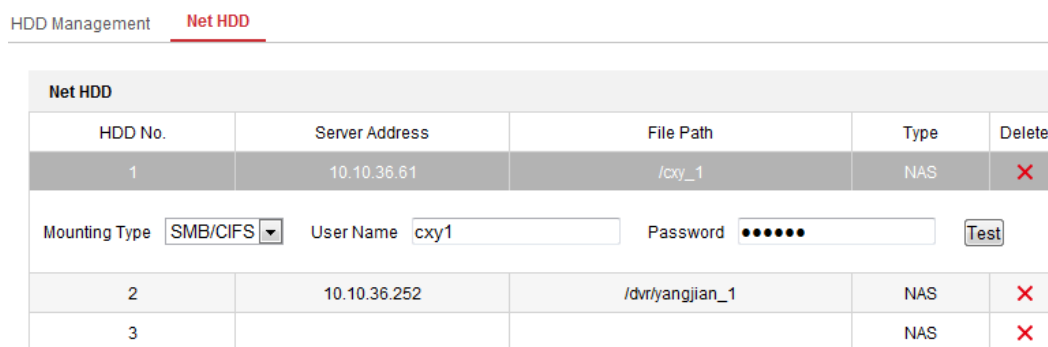 HDD Management Net HDD
Net HDD
HDD No. Server Address File Path Type Delete
1 10.10.36.61 /cxy_1 NAS
Mounting Type SMB/CIFS User Name cxy1 Password ●●●●●● Test
2 10.10.36.252 /dvr/yangjian_1 NAS
3 NAS